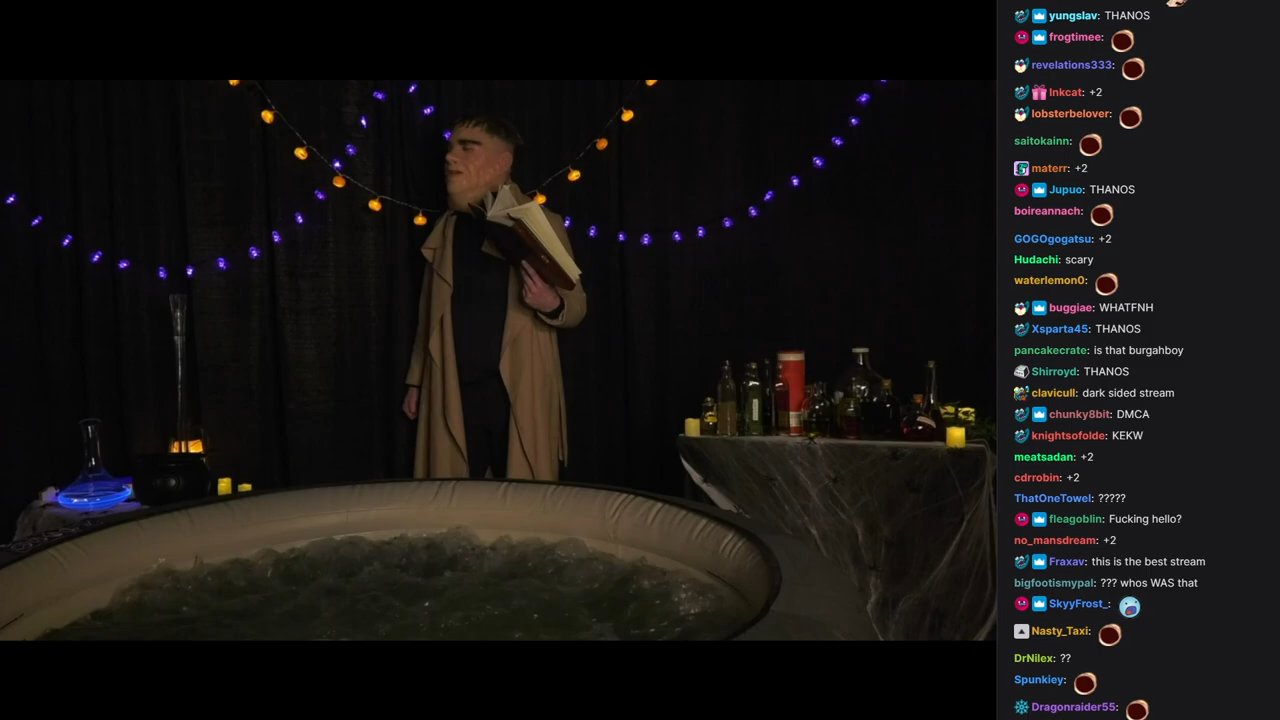 yungslav: THANOS
frogtimee:
revelations333:
Inkcat: +2
lobsterbelover:
saitokainn:
materr: +2
Jupuo: THANOS
boireannach:
GOGOgogatsu: +2
Hudachi: scary
waterlemon0:
buggiae: WHATFNH
Xsparta45: THANOS
pancakecrate: is that burgahboy
Shirroyd: THANOS
clavicull: dark sided stream
chunky8bit: DMCA
knightsofolde: KEKW
meatsadan: +2
cdrrobin: +2
ThatOneTowel: ?????
fleagoblin: Fucking hello?
no_mansdream: +2
Fraxav: this is the best stream
bigfootismypal: ??? whos WAS that
SkyyFrost_:
Nasty_Taxi:
DrNilex: ??
Spunkiey:
Dragonraider55: